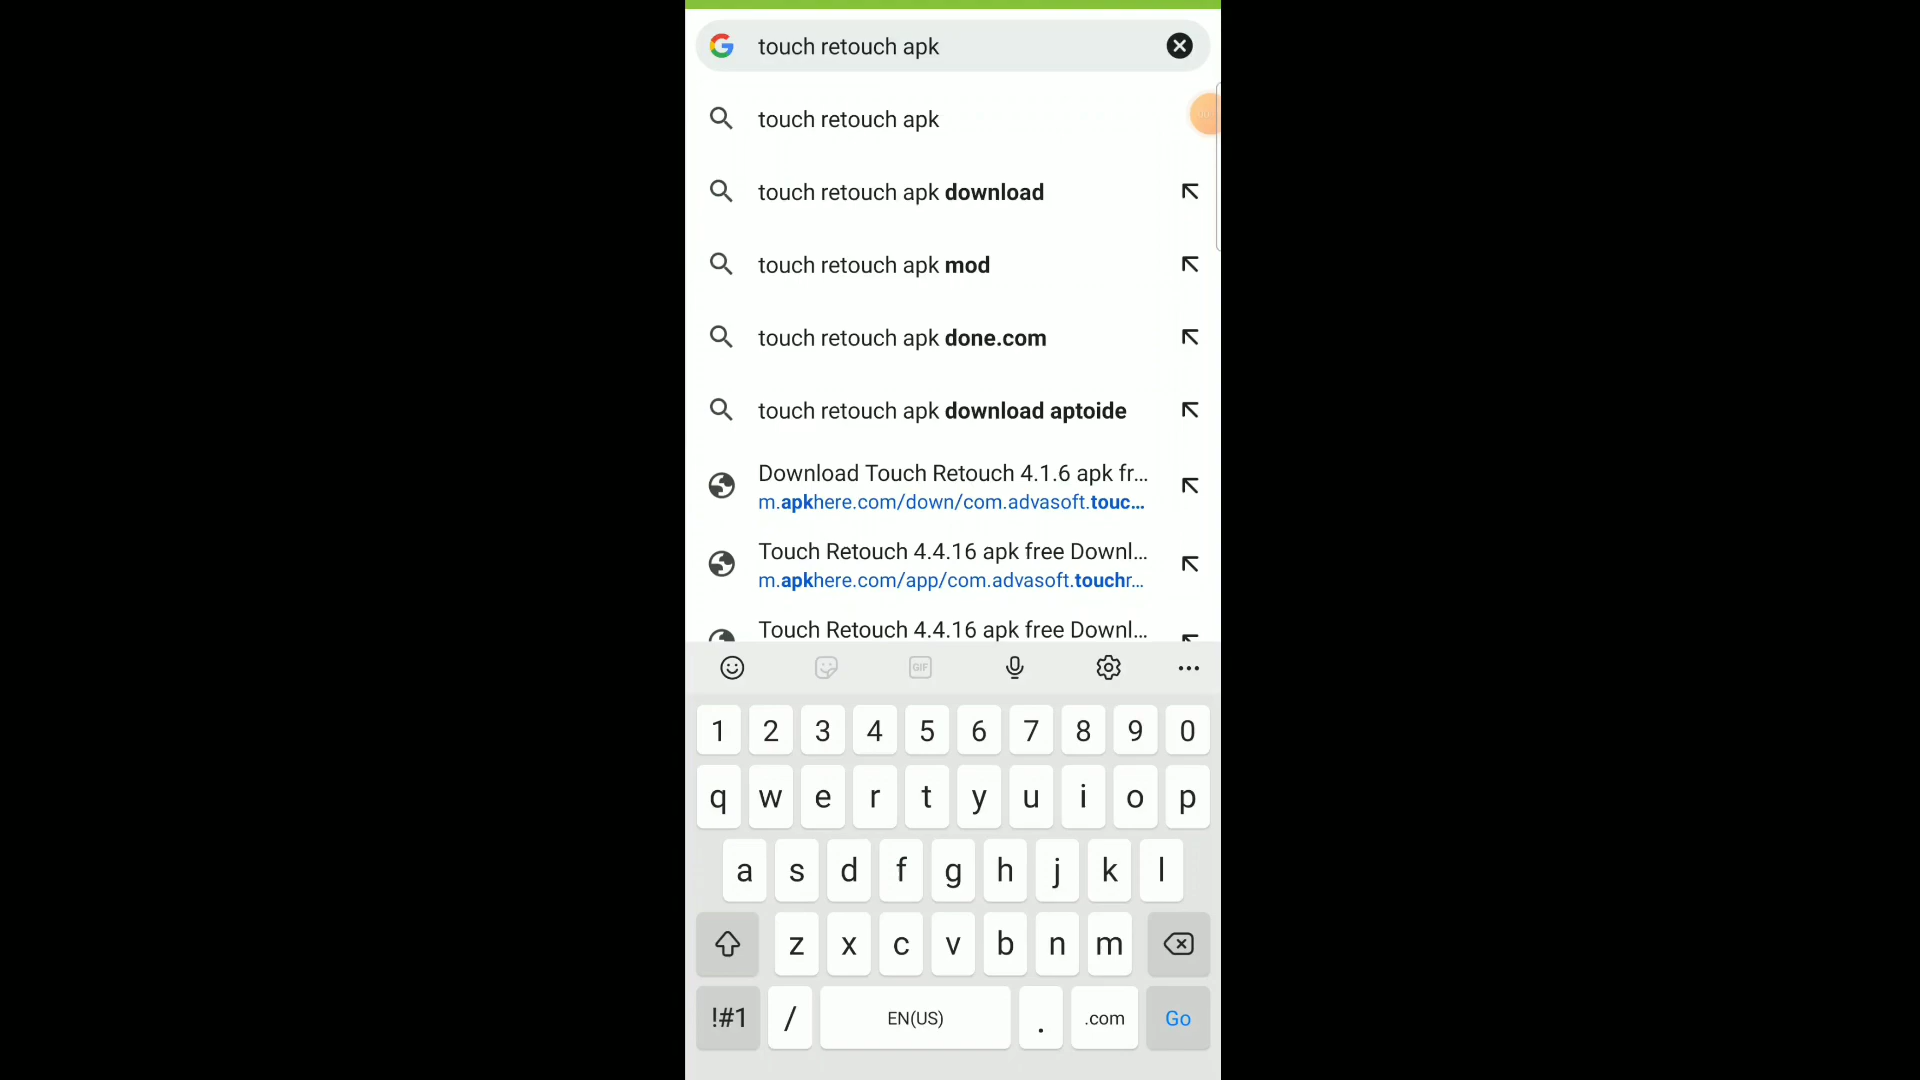 touch retouch apk
touch retouch apk
touch retouch apk download
touch retouch apk mod
touch retouch apk done.com
touch retouch apk download aptoide
Download Touch Retouch 4.1.6 apk fr...
m.apkhere.com/down/com.advasoft.touc...
Touch Retouch 4.4.16 apk free Downl...
m.apkhere.com/app/com.advasoft.touchr...
Touch Retouch 4.4.16 apk free Downl...
GIF
1 2 3 4 5 6 7 8 9 0
q w e r t y u i o p
a s d f g h j k l
z x c v b n m
!#1 / EN(US) . .com Go